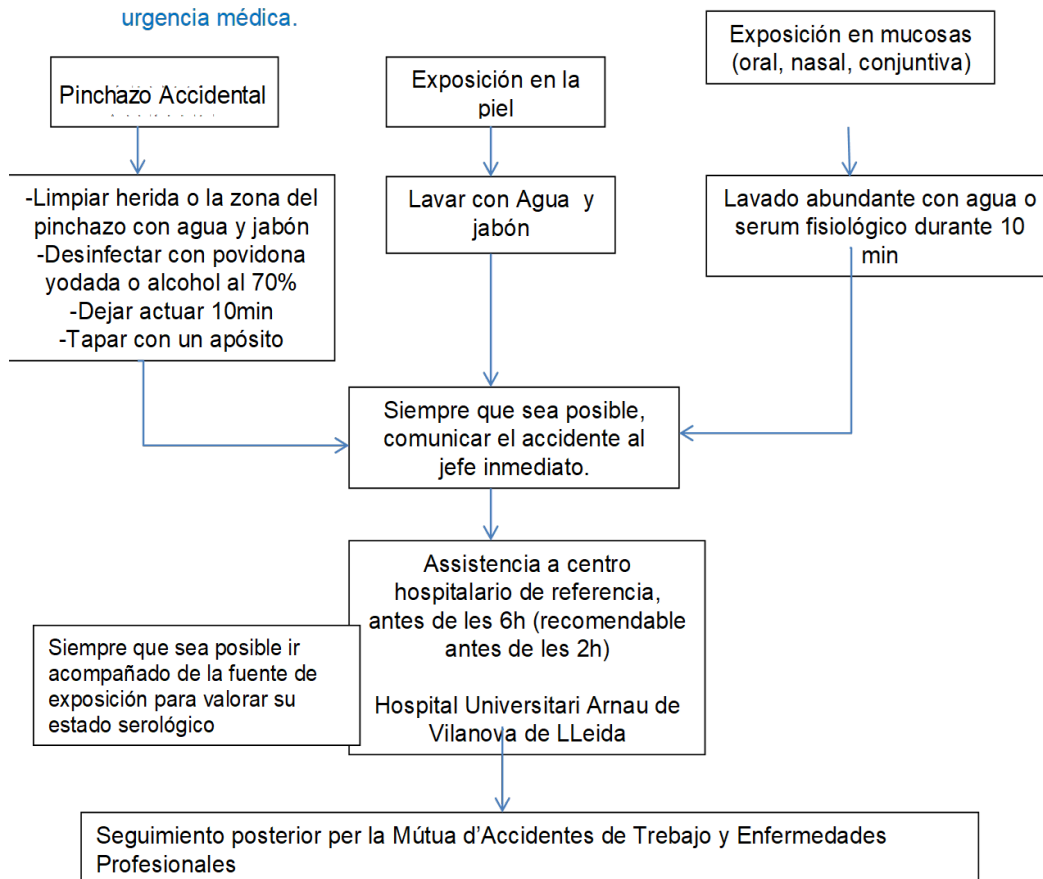 urgencia médica.
Pinchazo Accidental
Exposición en la
piel
Exposición en mucosas
(oral, nasal, conjuntiva)
-Limpiar herida o la zona del
pinchazo con agua y jabón
-Desinfectar con povidona
yodada o alcohol al 70%
-Dejar actuar 10min
-Tapar con un apósito
Lavar con Agua y
jabón
Lavado abundante con agua o
serum fisiológico durante 10
min
Siempre que sea posible,
comunicar el accidente al
jefe inmediato.
Assistencia a centro
hospitalario de referencia,
antes de les 6h (recomendable
antes de les 2h)
Hospital Universitari Arnau de
Vilanova de LLeida
Siempre que sea posible ir
acompañado de la fuente de
exposición para valorar su
estado serológico
Seguimiento posterior per la Mútua d’Accidentes de Trabajo y Enfermedades
Profesionales